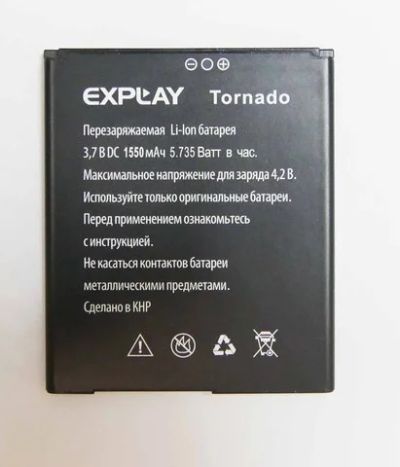 EXPLAY Tornado
Перезаряжаемая Li-Ion батарея
3,7 В DC 1550 мАч 5.735 Ватт в час.
Максимальное напряжение для заряда 4,2 В.
Используйте только оригинальные батареи.
Перед применением ознакомьтесь
с инструкцией.
Не касаться контактов батареи
металлическими предметами.
Сделано в КНР